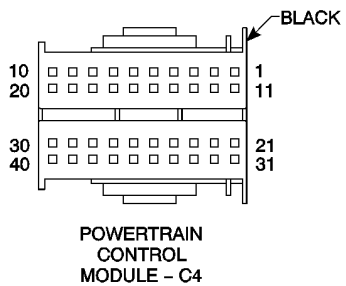 BLACK
10 1
20 11
30 21
40 31
POWERTRAIN
CONTROL
MODULE – C4